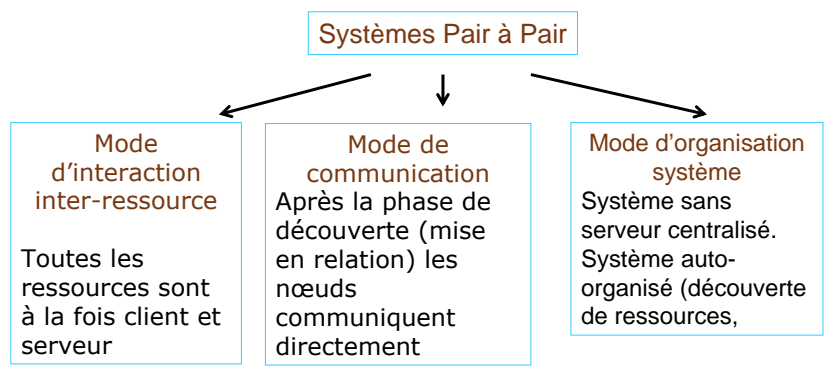 Systèmes Pair à Pair
Mode
d'interaction
inter-ressource
Toutes les
ressources sont
à la fois client et
serveur
Mode de
communication
Après la phase de
découverte (mise
en relation) les
nœuds
communiquent
directement
Mode d'organisation
système
Système sans
serveur centralisé.
Système auto-
organisé (découverte
de ressources,